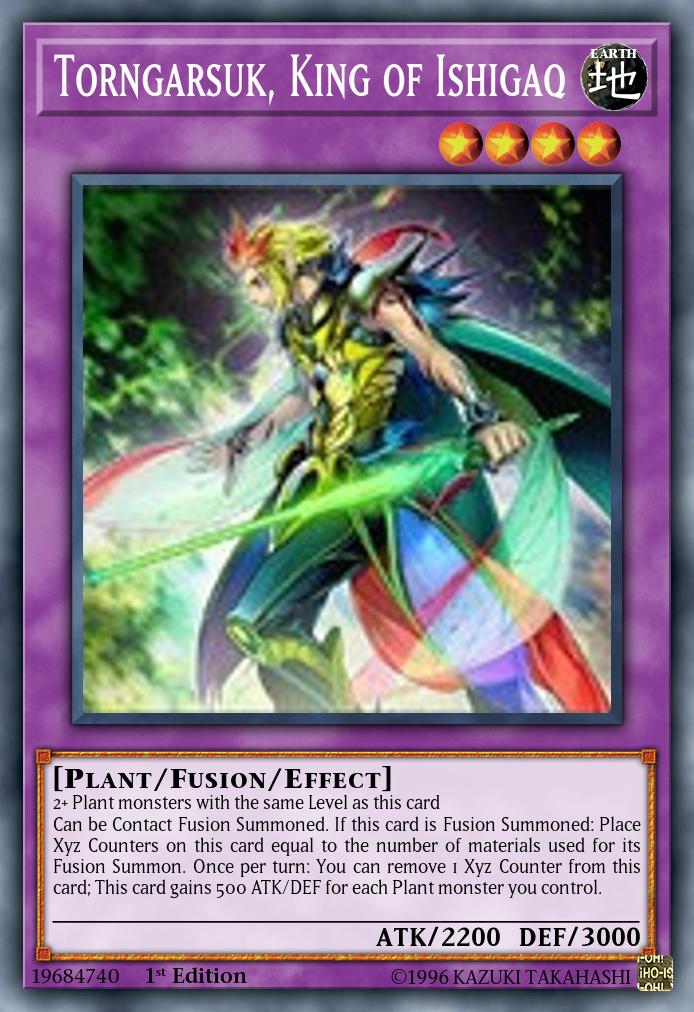 Torngarsuk, King of Ishigaq
EARTH
地
[Plant/Fusion/Effect]
2+ Plant monsters with the same Level as this card
Can be Contact Fusion Summoned. If this card is Fusion Summoned: Place
Xyz Counters on this card equal to the number of materials used for its
Fusion Summon. Once per turn: You can remove 1 Xyz Counter from this
card; This card gains 500 ATK/DEF for each Plant monster you control.
ATK/2200 DEF/3000
19684740 1st Edition ©1996 KAZUKI TAKAHASHI